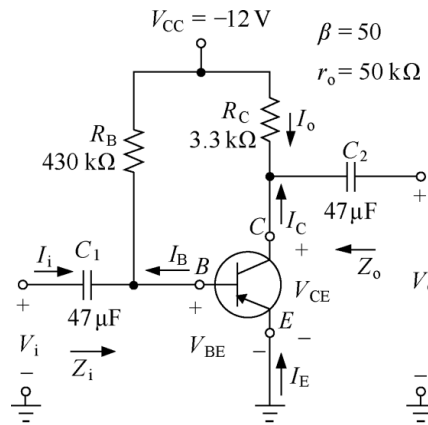 V_CC = −12 V
β = 50
r_o = 50 kΩ
R_B
430 kΩ
R_C
3.3 kΩ
I_o
C_2
47 μF
+
C
I_C
+
Z_o
I_i
C_1
I_B
B
+
47 μF
+
V_CE
V_i
Z_i
V_BE
E
−
−
I_E
−
−